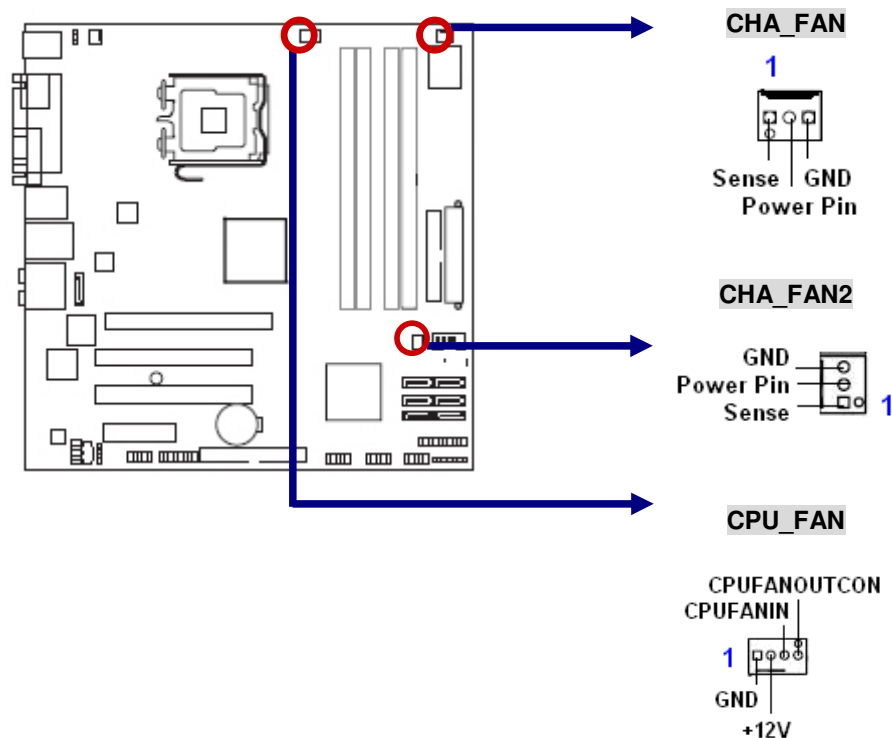 CHA_FAN
1
Sense GND
Power Pin
CHA_FAN2
GND
Power Pin
Sense
1
CPU_FAN
CPUFANOUTCON
CPUFANIN
1
GND
+12V